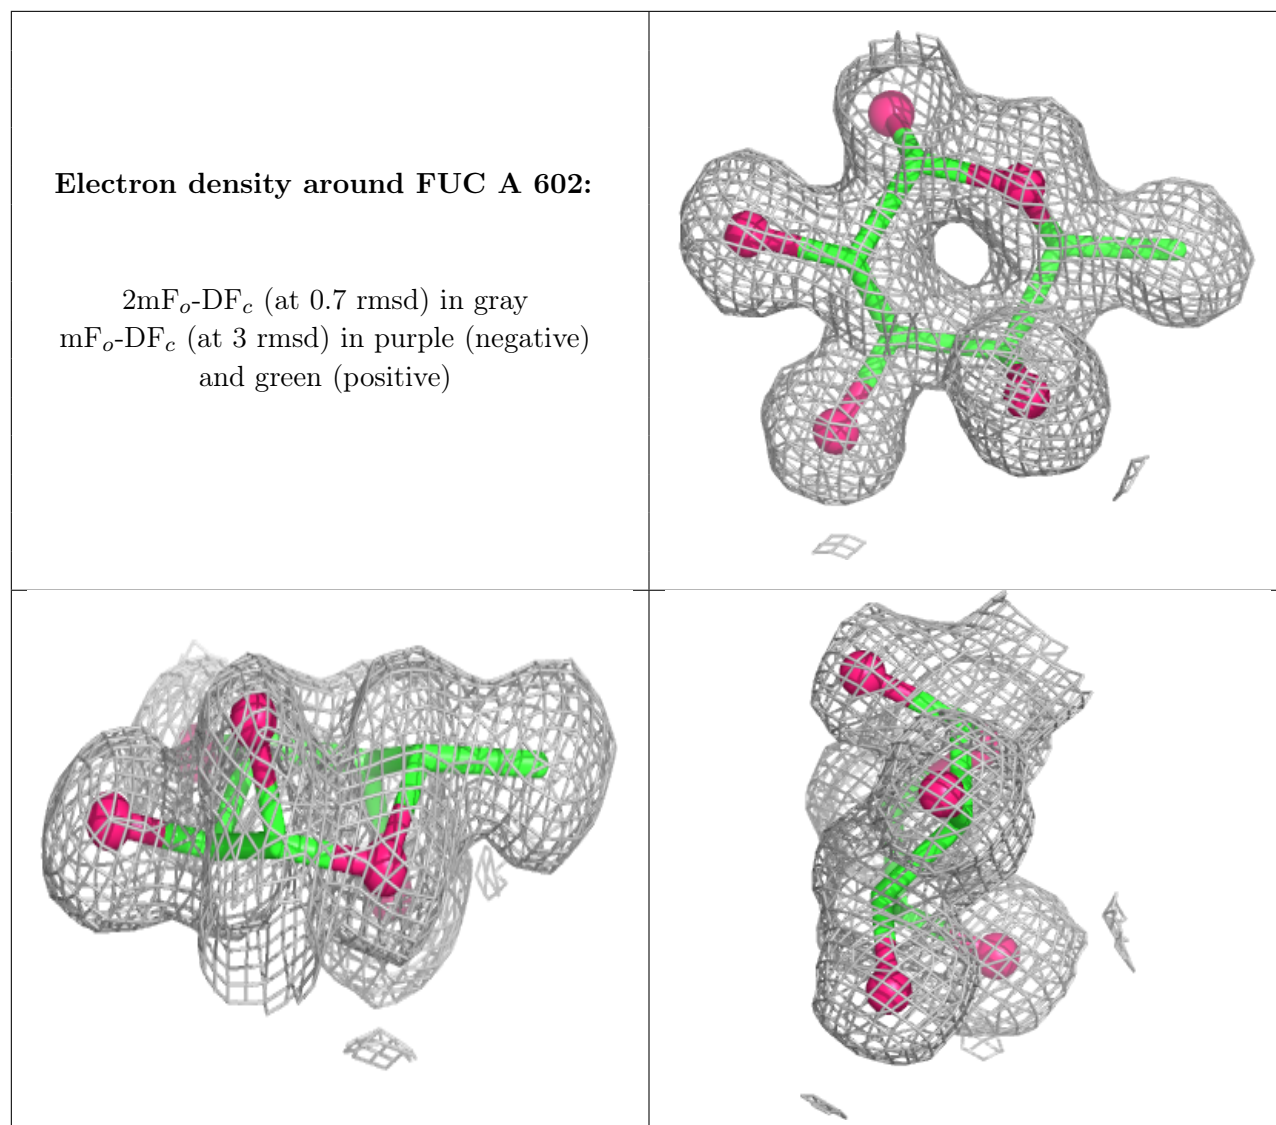 Electron density around FUC A 602:
2mFo-DFc (at 0.7 rmsd) in gray
mFo-DFc (at 3 rmsd) in purple (negative)
and green (positive)